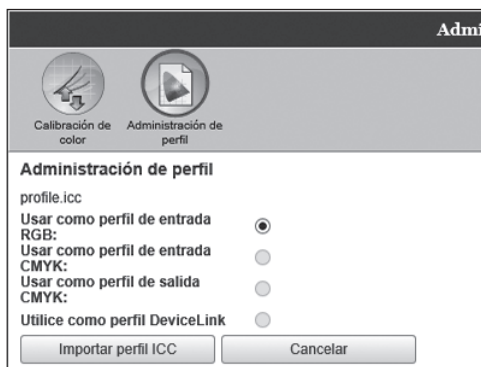 Admi
Calibración de
color
Administración de
perfil
Administración de perfil
profile.icc
Usar como perfil de entrada
RGB:
Usar como perfil de entrada
CMYK:
Usar como perfil de salida
CMYK:
Utilice como perfil DeviceLink
Importar perfil ICC
Cancelar